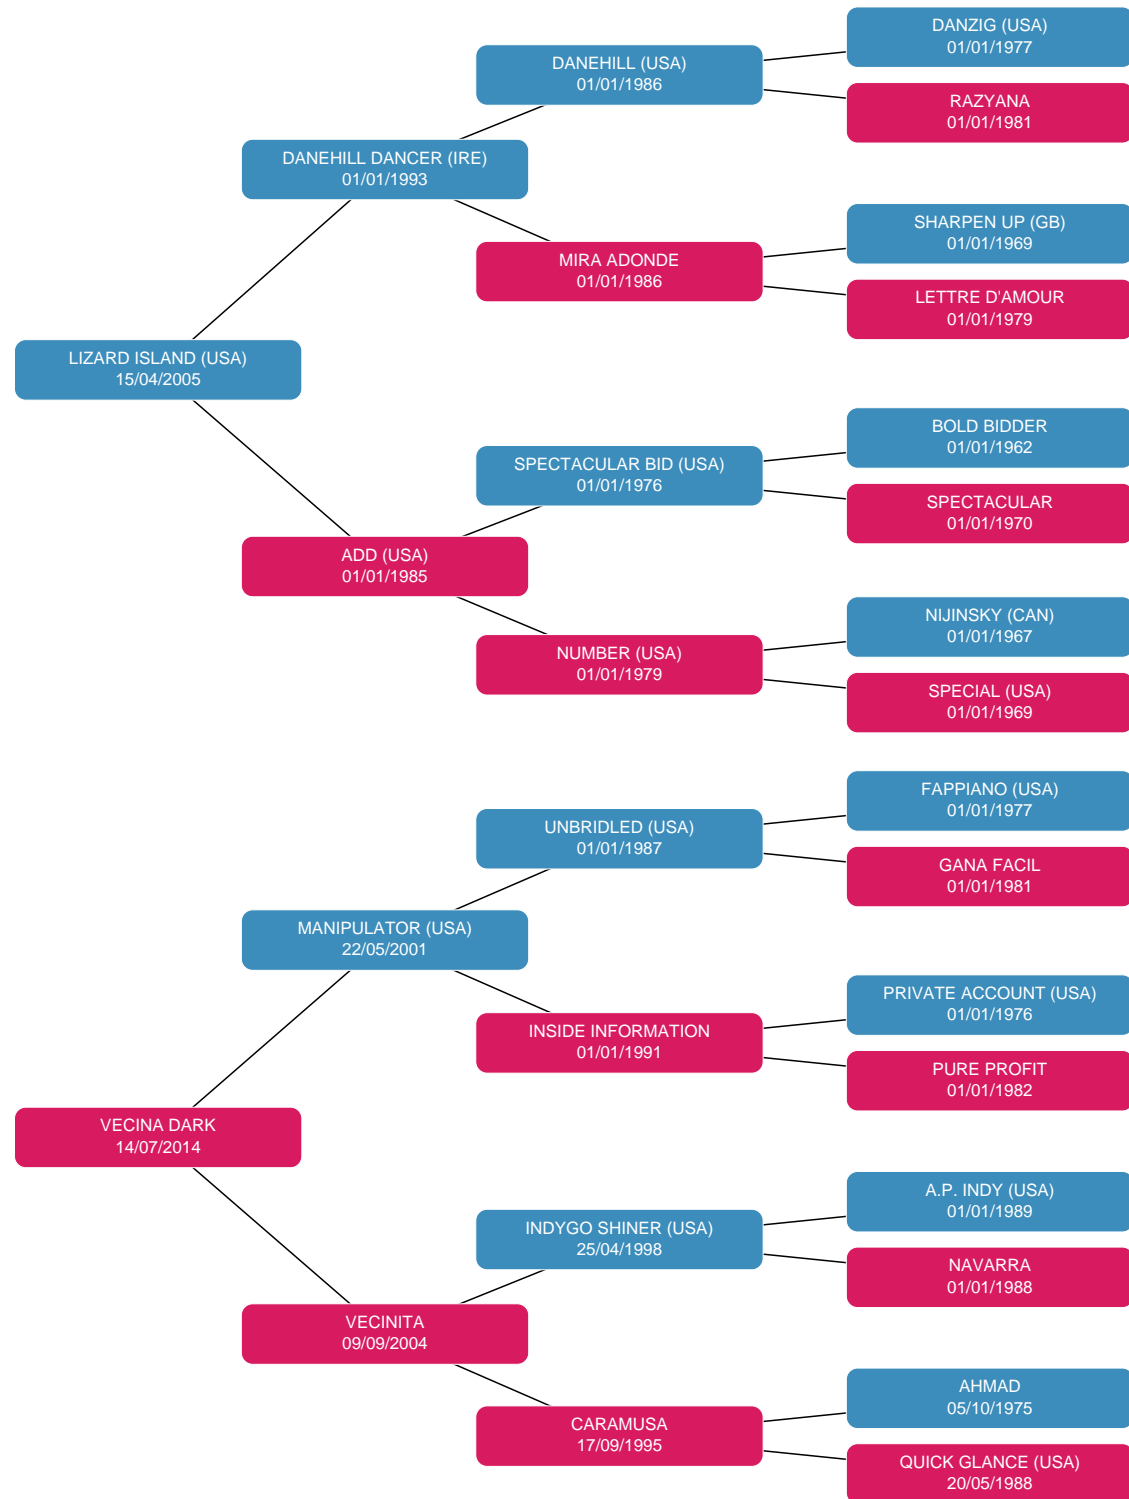 DANZIG (USA)
01/01/1977
DANEHILL (USA)
01/01/1986
RAZYANA
01/01/1981
DANEHILL DANCER (IRE)
01/01/1993
SHARPEN UP (GB)
01/01/1969
MIRA ADONDE
01/01/1986
LETTRE D'AMOUR
01/01/1979
LIZARD ISLAND (USA)
15/04/2005
BOLD BIDDER
01/01/1962
SPECTACULAR BID (USA)
01/01/1976
SPECTACULAR
01/01/1970
ADD (USA)
01/01/1985
NIJINSKY (CAN)
01/01/1967
NUMBER (USA)
01/01/1979
SPECIAL (USA)
01/01/1969
FAPPIANO (USA)
01/01/1977
UNBRIDLED (USA)
01/01/1987
GANA FACIL
01/01/1981
MANIPULATOR (USA)
22/05/2001
PRIVATE ACCOUNT (USA)
01/01/1976
INSIDE INFORMATION
01/01/1991
PURE PROFIT
01/01/1982
VECINA DARK
14/07/2014
A.P. INDY (USA)
01/01/1989
INDYGO SHINER (USA)
25/04/1998
NAVARRA
01/01/1988
VECINITA
09/09/2004
AHMAD
05/10/1975
CARAMUSA
17/09/1995
QUICK GLANCE (USA)
20/05/1988